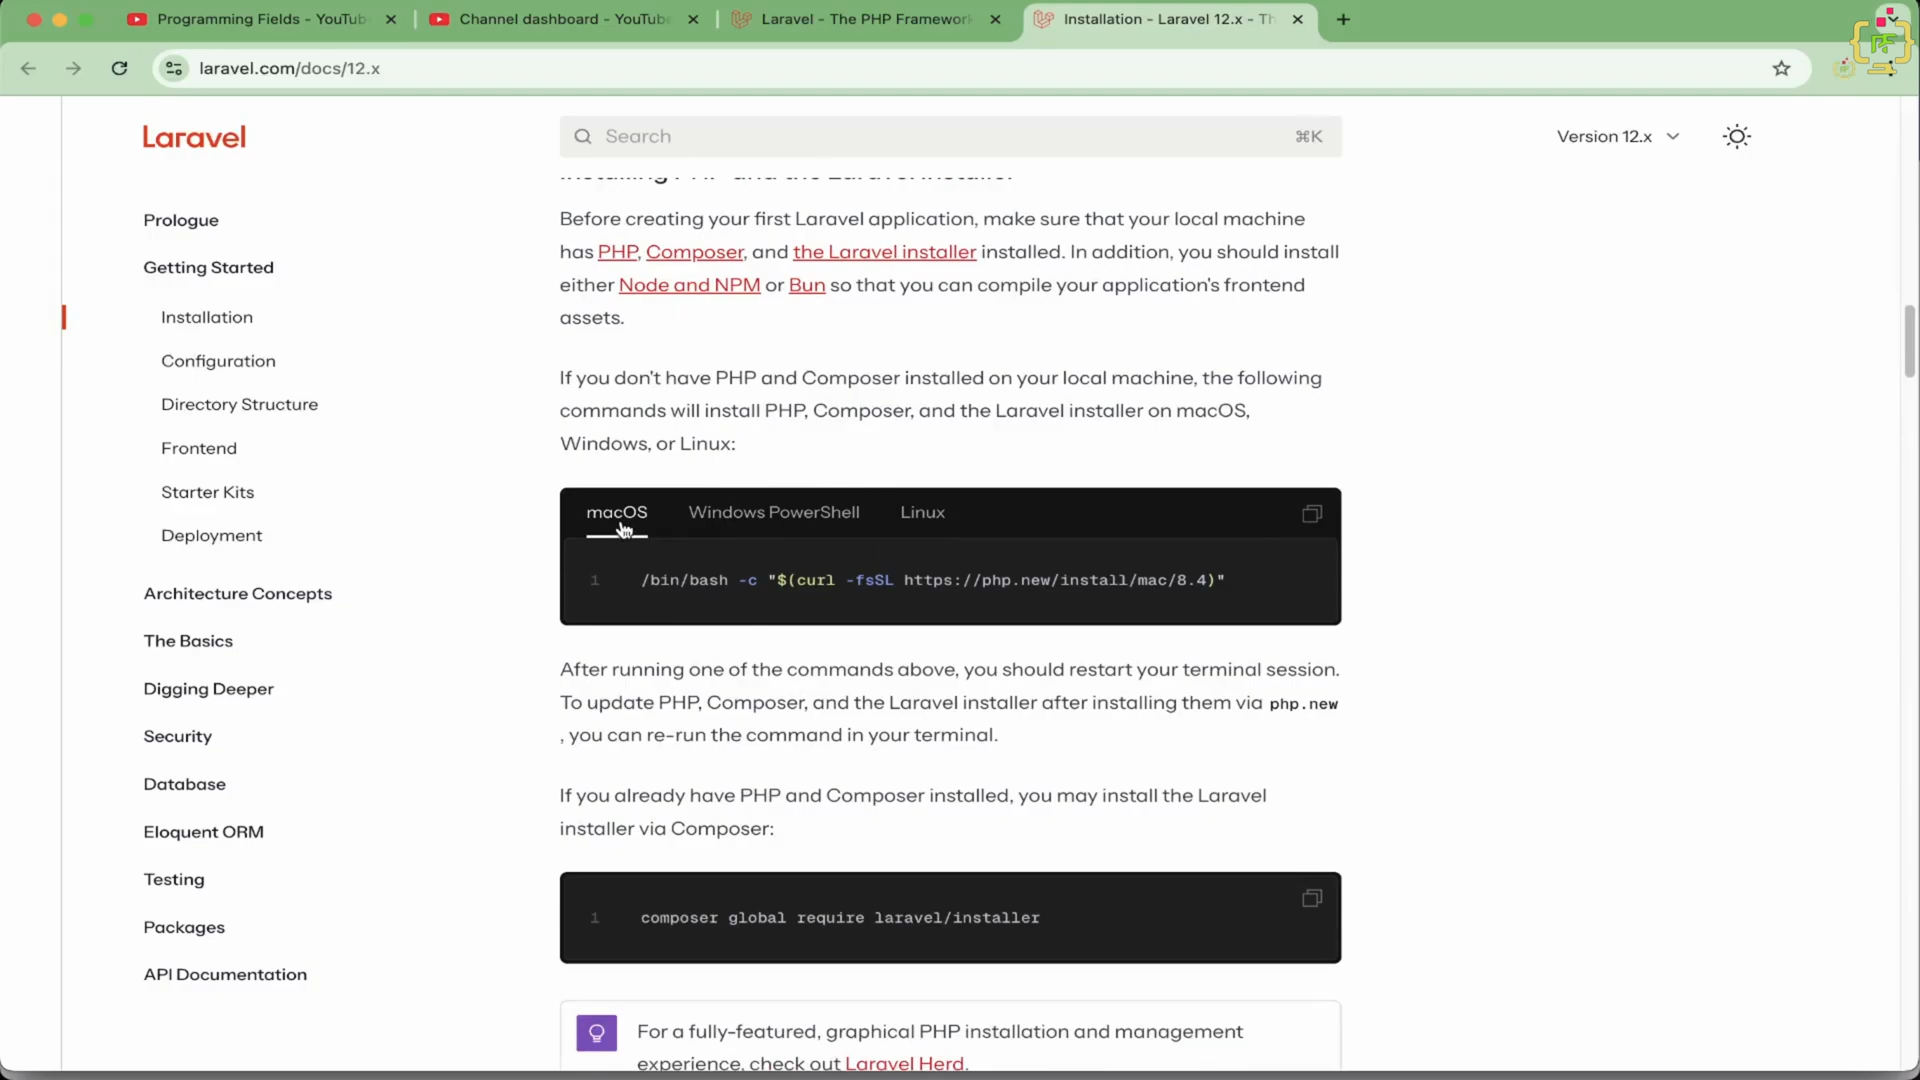 Programming Fields - YouTub
Channel dashboard - YouTube
Laravel - The PHP Framework
Installation - Laravel 12.x - Th
laravel.com/docs/12.x
Laravel
Search
⌘K
Version 12.x
Prologue
Getting Started
Installation
Configuration
Directory Structure
Frontend
Starter Kits
Deployment
Architecture Concepts
The Basics
Digging Deeper
Security
Database
Eloquent ORM
Testing
Packages
API Documentation
Installing PHP and the Laravel Installer
Before creating your first Laravel application, make sure that your local machine
has PHP, Composer, and the Laravel installer installed. In addition, you should install
either Node and NPM or Bun so that you can compile your application's frontend
assets.
If you don't have PHP and Composer installed on your local machine, the following
commands will install PHP, Composer, and the Laravel installer on macOS,
Windows, or Linux:
macOS Windows PowerShell Linux
1 /bin/bash -c "$(curl -fsSL https://php.new/install/mac/8.4)"
After running one of the commands above, you should restart your terminal session.
To update PHP, Composer, and the Laravel installer after installing them via php.new
, you can re-run the command in your terminal.
If you already have PHP and Composer installed, you may install the Laravel
installer via Composer:
1 composer global require laravel/installer
For a fully-featured, graphical PHP installation and management
experience, check out Laravel Herd.